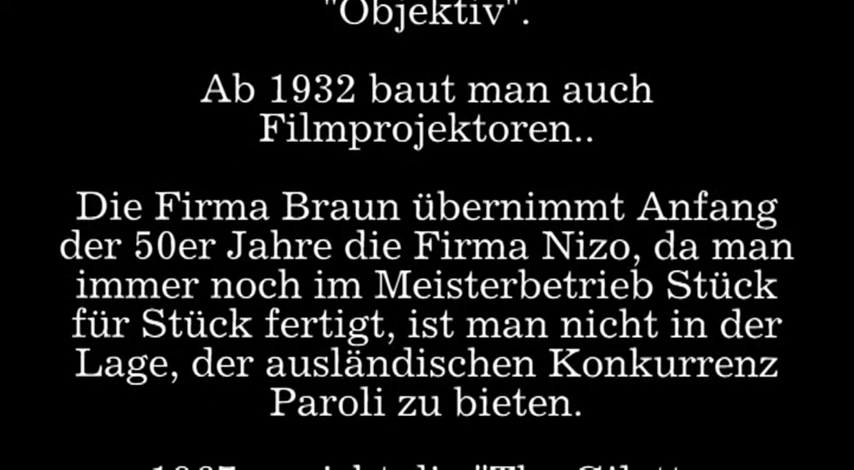 "Objektiv".
Ab 1932 baut man auch
Filmprojektoren..
Die Firma Braun übernimmt Anfang
der 50er Jahre die Firma Nizo, da man
immer noch im Meisterbetrieb Stück
für Stück fertigt, ist man nicht in der
Lage, der ausländischen Konkurrenz
Paroli zu bieten.